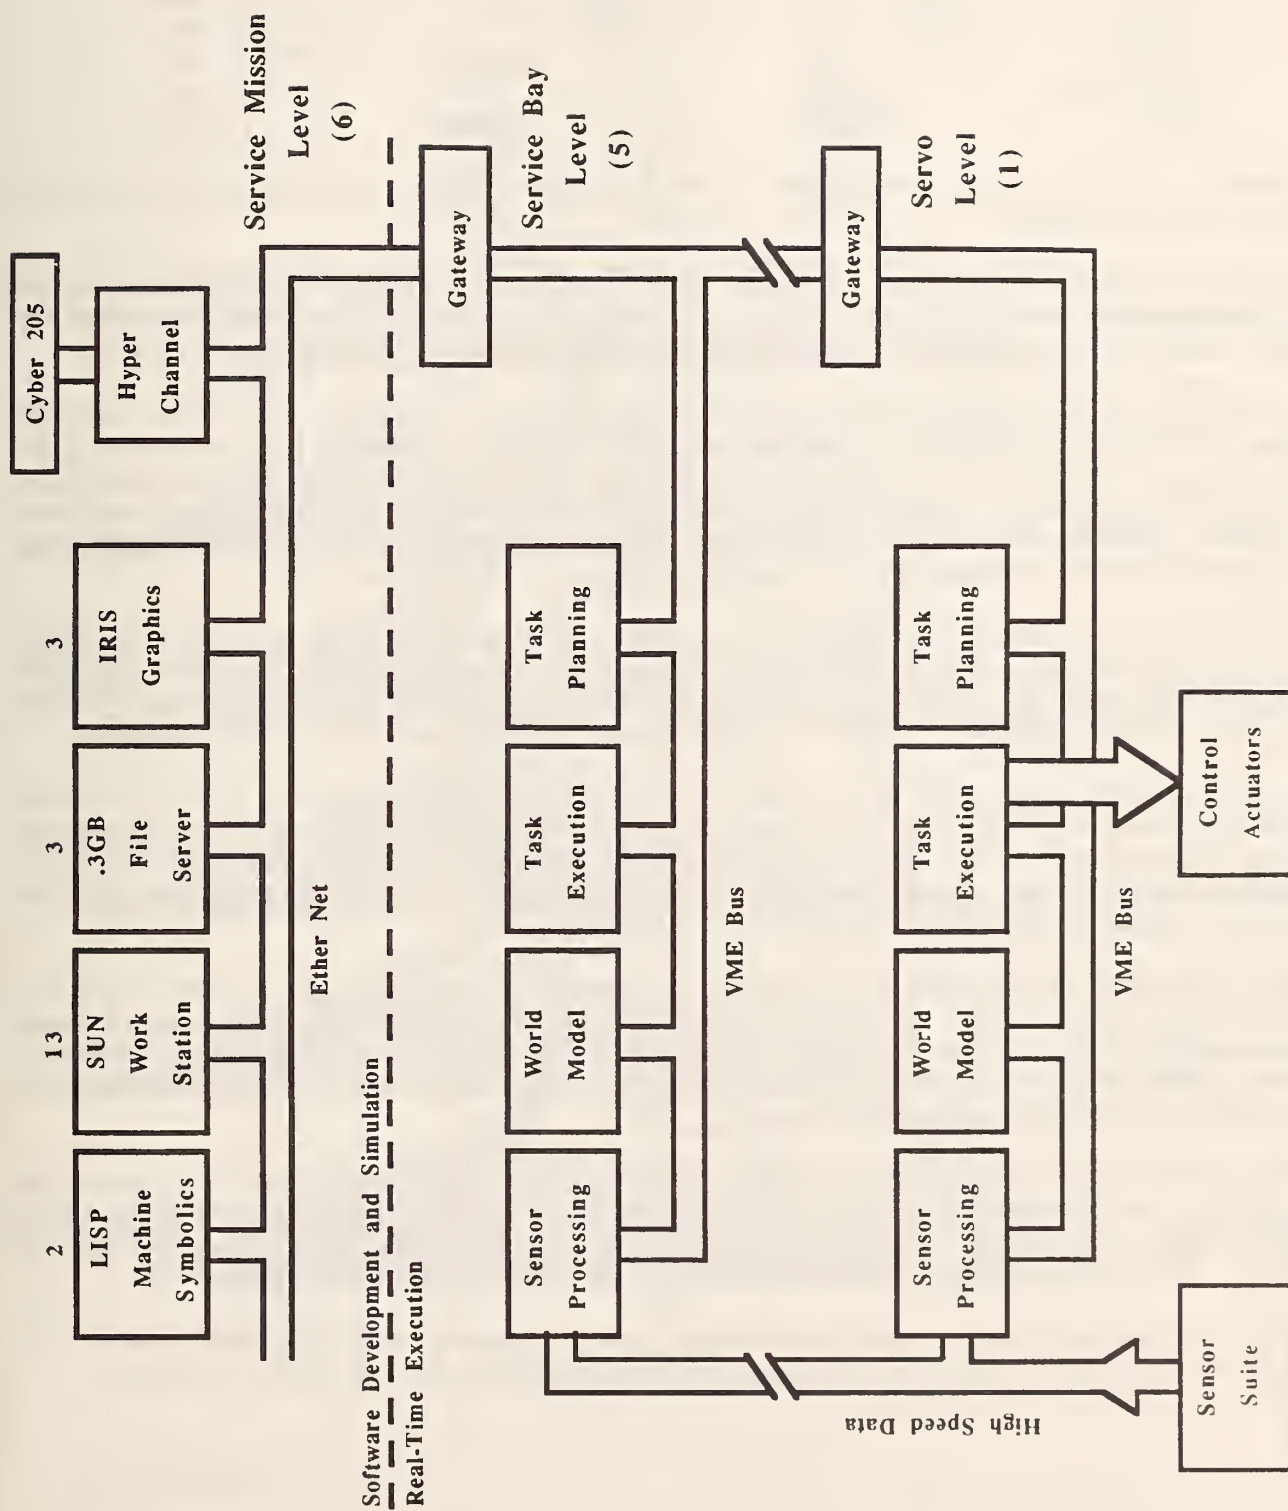 Cyber 205
Hyper
Channel
Service Mission
Level
(6)
3
IRIS
Graphics
3
.3GB
File
Server
13
SUN
Work
Station
2
LISP
Machine
Symbolics
Ether Net
Software Development and Simulation
Real-Time Execution
Gateway
Service Bay
Level
(5)
Task
Planning
Task
Execution
World
Model
Sensor
Processing
VME Bus
Gateway
Servo
Level
(1)
Task
Planning
Task
Execution
World
Model
Sensor
Processing
VME Bus
High Speed Data
Control
Actuators
Sensor
Suite